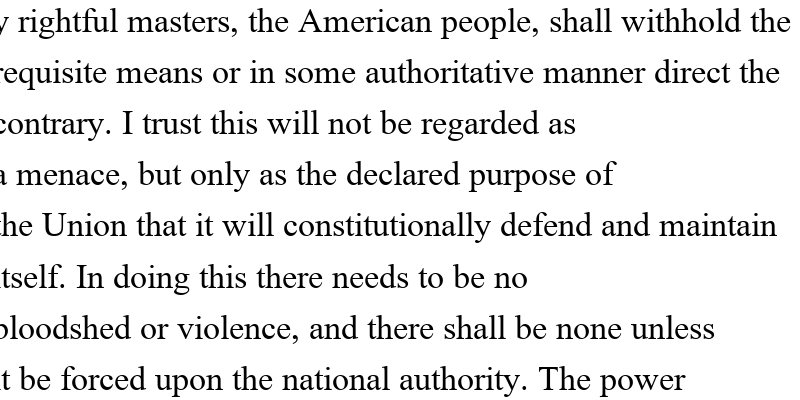 y rightful masters, the American people, shall withhold the
requisite means or in some authoritative manner direct the
contrary. I trust this will not be regarded as
a menace, but only as the declared purpose of
the Union that it will constitutionally defend and maintain
itself. In doing this there needs to be no
bloodshed or violence, and there shall be none unless
it be forced upon the national authority. The power